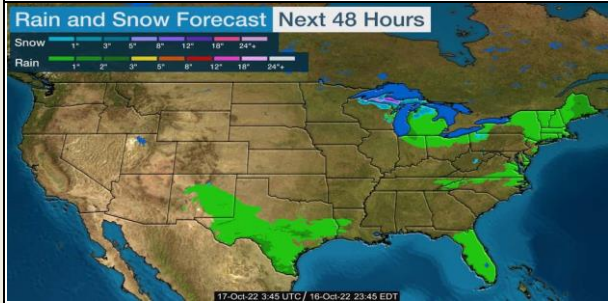 Rain and Snow Forecast Next 48 Hours
Snow
1" 3" 5" 8" 12" 18" 24"+
Rain
1" 2" 3" 5" 8" 12" 18" 24"+
17-Oct-22 3:45 UTC / 16-Oct-22 23:45 EDT